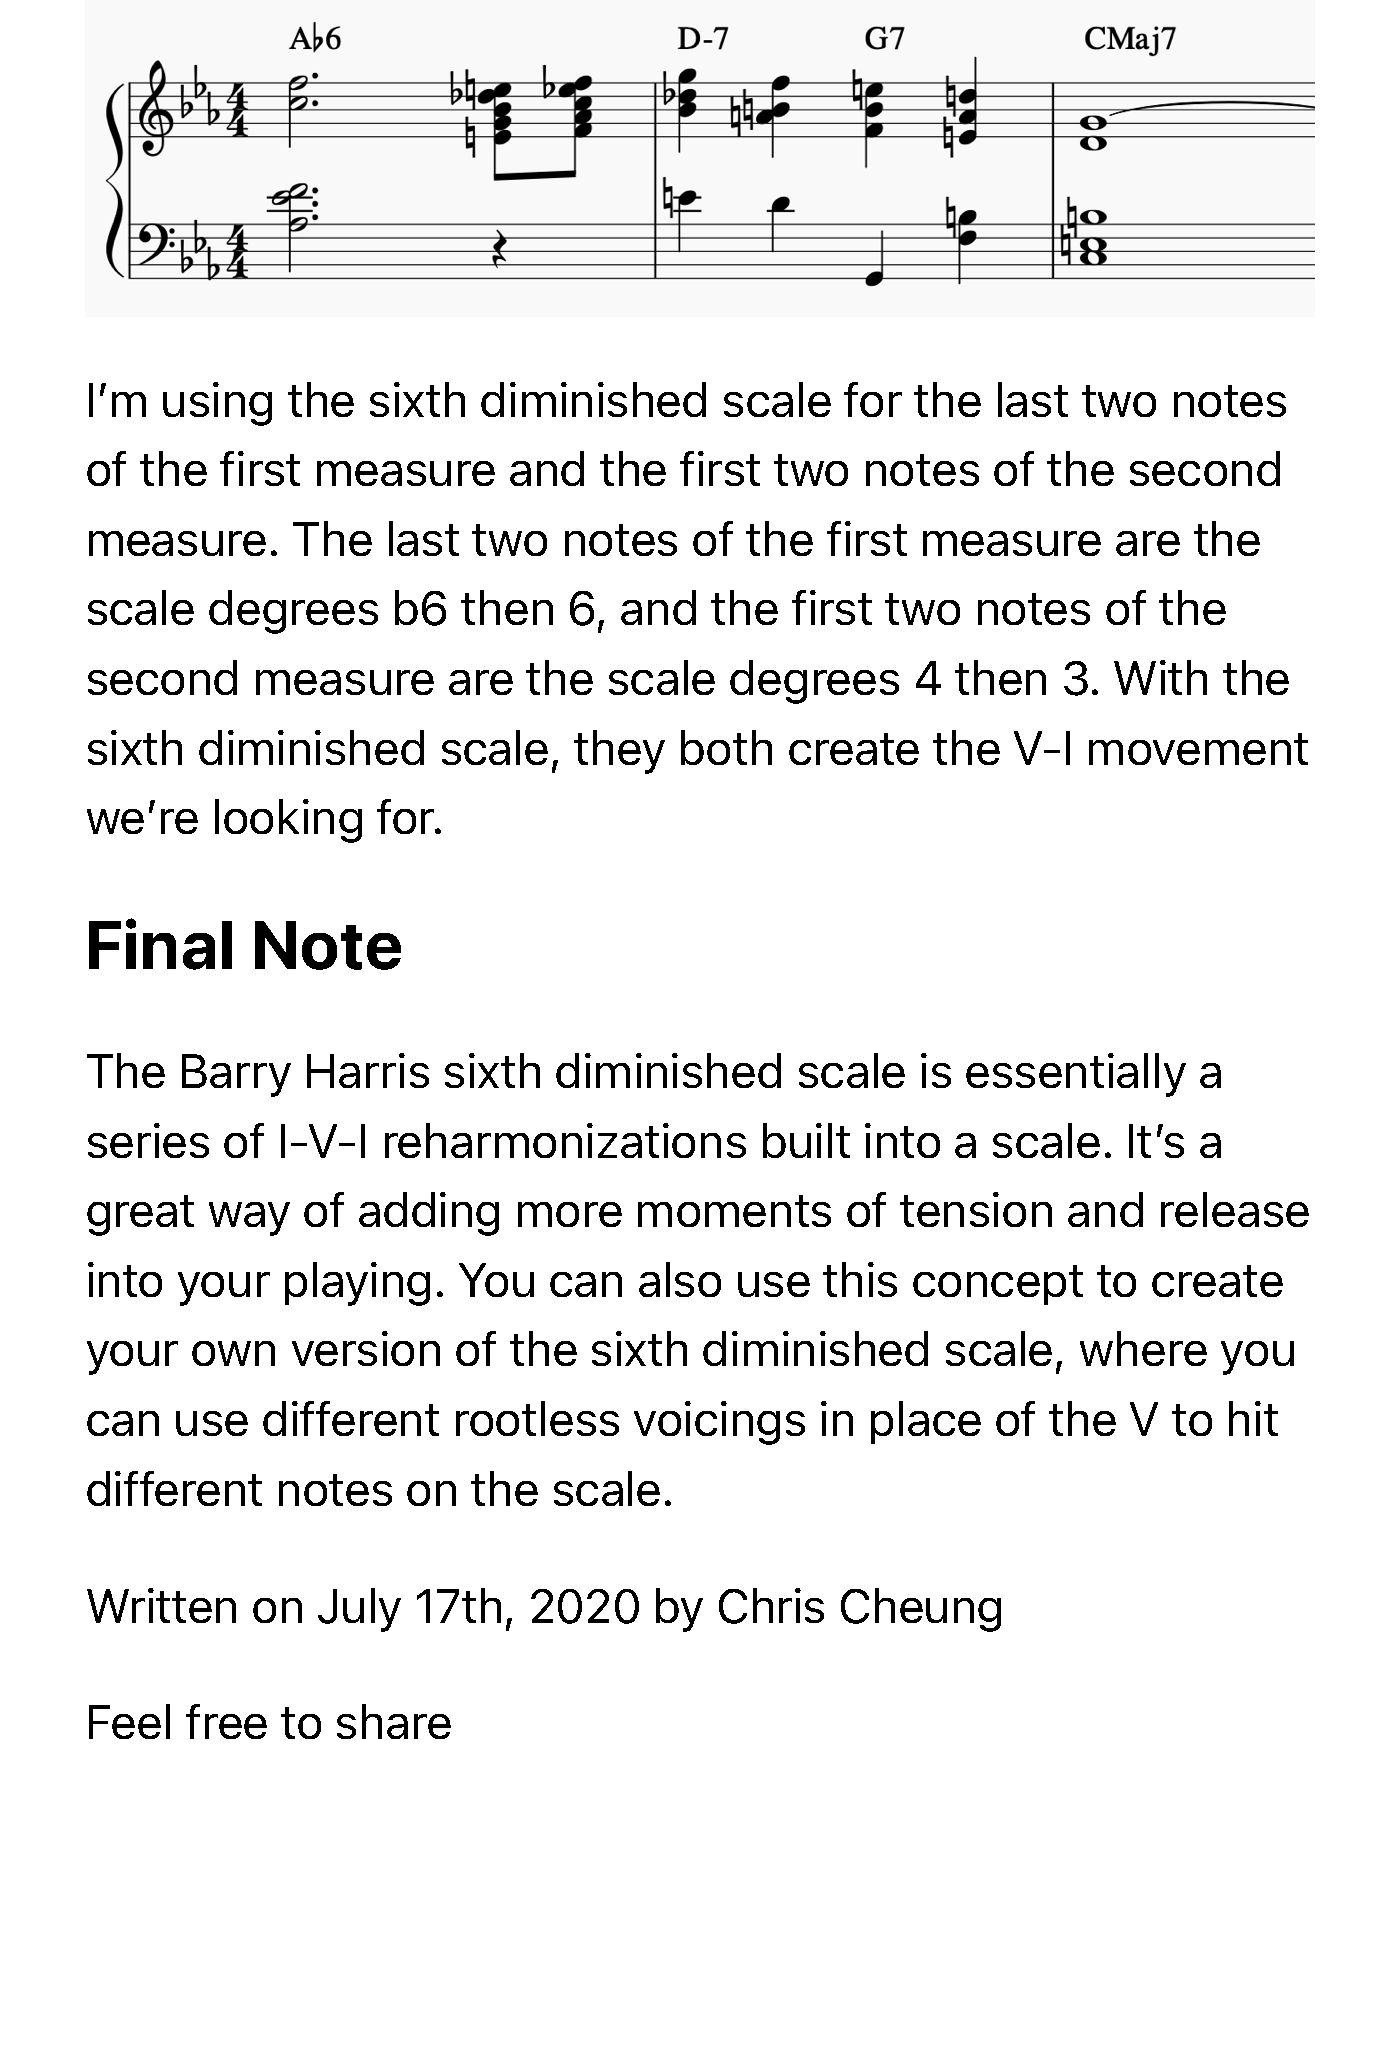 A♭6 D-7 G7 CMaj7
I’m using the sixth diminished scale for the last two notes
of the first measure and the first two notes of the second
measure. The last two notes of the first measure are the
scale degrees b6 then 6, and the first two notes of the
second measure are the scale degrees 4 then 3. With the
sixth diminished scale, they both create the V-I movement
we’re looking for.
Final Note
The Barry Harris sixth diminished scale is essentially a
series of I-V-I reharmonizations built into a scale. It’s a
great way of adding more moments of tension and release
into your playing. You can also use this concept to create
your own version of the sixth diminished scale, where you
can use different rootless voicings in place of the V to hit
different notes on the scale.
Written on July 17th, 2020 by Chris Cheung
Feel free to share